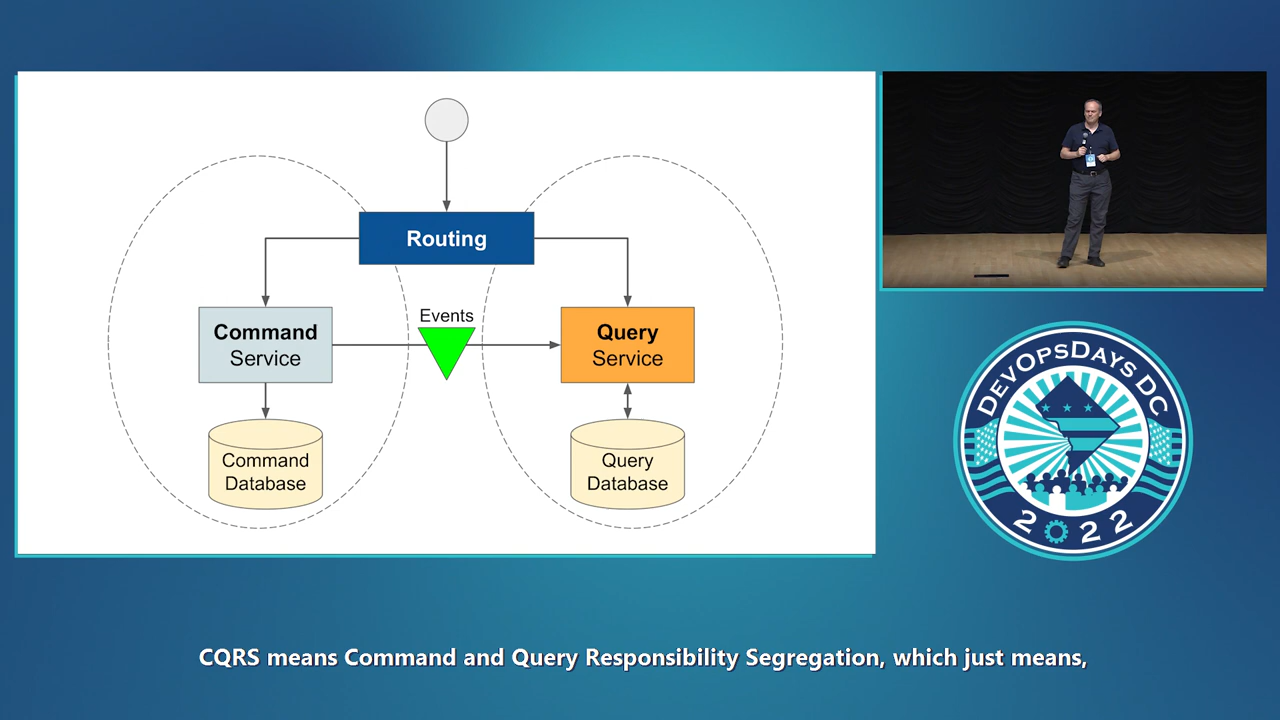 Routing
Events
Command
Service
Query
Service
Command
Database
Query
Database
DEVOPSDAYS DC
2022
CQRS means Command and Query Responsibility Segregation, which just means,